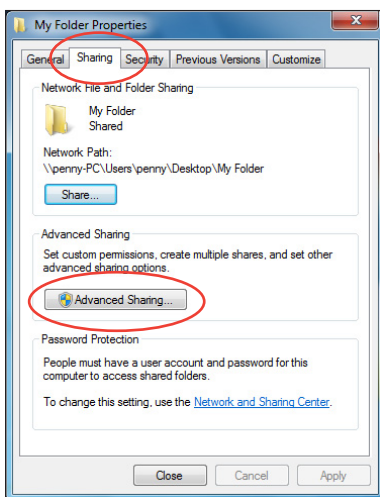 My Folder Properties
General Sharing Security Previous Versions Customize
Network File and Folder Sharing
My Folder
Shared
Network Path:
\\penny-PC\Users\penny\Desktop\My Folder
Share...
Advanced Sharing
Set custom permissions, create multiple shares, and set other
advanced sharing options.
Advanced Sharing...
Password Protection
People must have a user account and password for this
computer to access shared folders.
To change this setting, use the Network and Sharing Center.
Close Cancel Apply